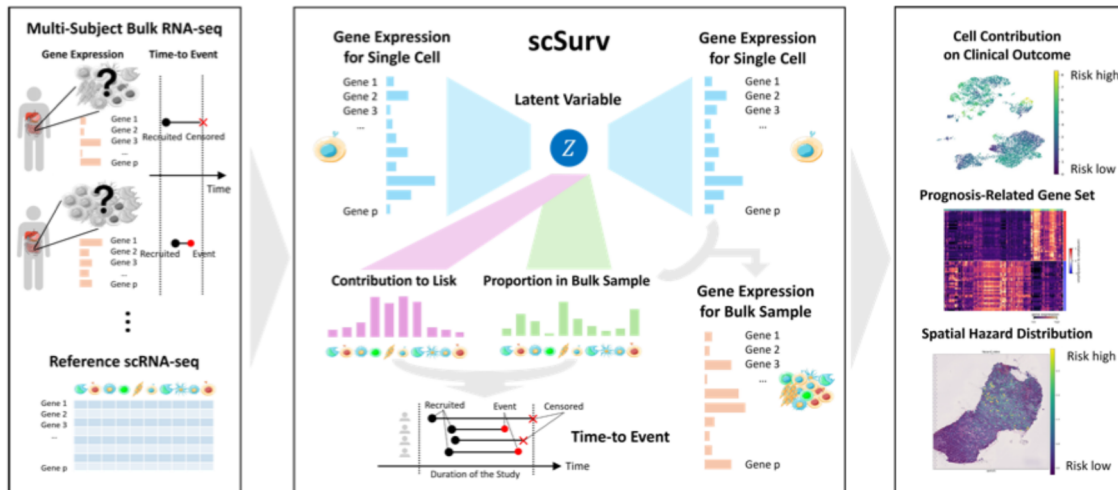 Multi-Subject Bulk RNA-seq
Gene Expression
Time-to Event
?
Gene 1
Gene 2
Gene 3
...
Gene p
Recruited
Censored
Time
?
Gene 1
Gene 2
Gene 3
...
Gene p
Recruited
Event
Reference scRNA-seq
Gene 1
Gene 2
Gene 3
...
Gene p
scSurv
Gene Expression
for Single Cell
Gene 1
Gene 2
Gene 3
...
Gene p
Latent Variable
Z
Gene Expression
for Single Cell
Gene 1
Gene 2
Gene 3
...
Gene p
Contribution to Lisk
Proportion in Bulk Sample
Gene Expression
for Bulk Sample
Gene 1
Gene 2
Gene 3
...
Gene p
Recruited
Event
Censored
Time-to Event
Time
Duration of the Study
Cell Contribution
on Clinical Outcome
Risk high
Risk low
Prognosis-Related Gene Set
Spatial Hazard Distribution
Risk high
Risk low